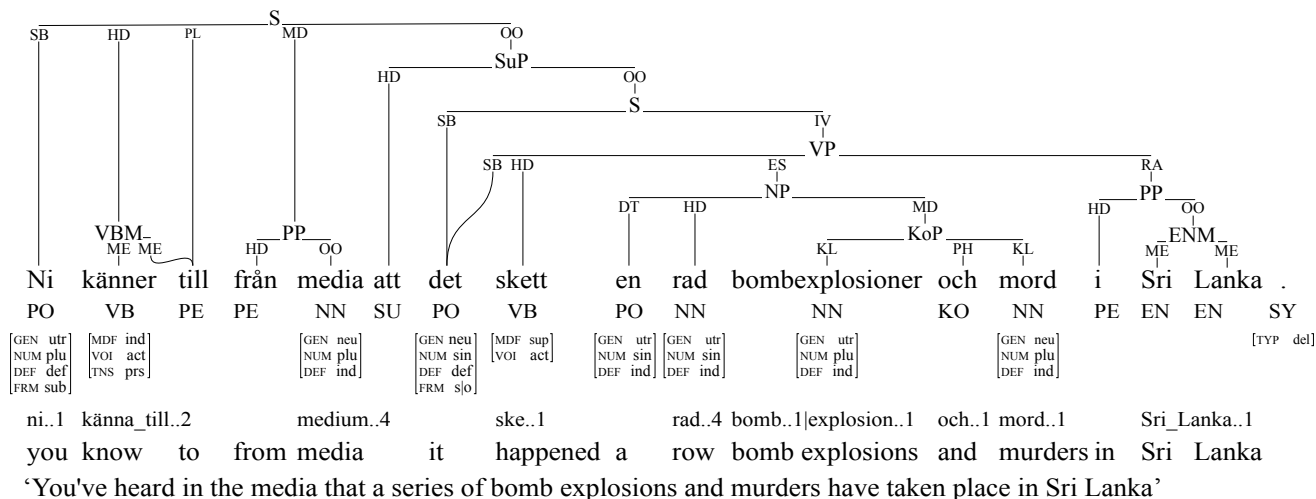 S
SB HD PL MD OO
SuP
HD OO
S
SB IV
VP
SB HD ES RA
NP PP
DT HD MD HD OO
VBM PP KoP ENM
ME ME HD OO KL PH KL ME ME
Ni känner till från media att det skett en rad bombexplosioner och mord i Sri Lanka .
PO VB PE PE NN SU PO VB PO NN NN KO NN PE EN EN SY
[GEN utr [MDF ind [GEN neu [GEN neu [MDF sup [GEN utr [GEN utr [GEN utr [GEN neu [TYP del]
NUM plu VOI act NUM plu NUM sin VOI act] NUM sin NUM sin NUM plu NUM plu
DEF def TNS prs] DEF ind] DEF def DEF ind] DEF ind] DEF ind] DEF ind]
FRM sub] FRM s|o]
ni..1 känna_till..2 medium..4 ske..1 rad..4 bomb..1|explosion..1 och..1 mord..1 Sri_Lanka..1
you know to from media it happened a row bomb explosions and murders in Sri Lanka
‘You've heard in the media that a series of bomb explosions and murders have taken place in Sri Lanka’